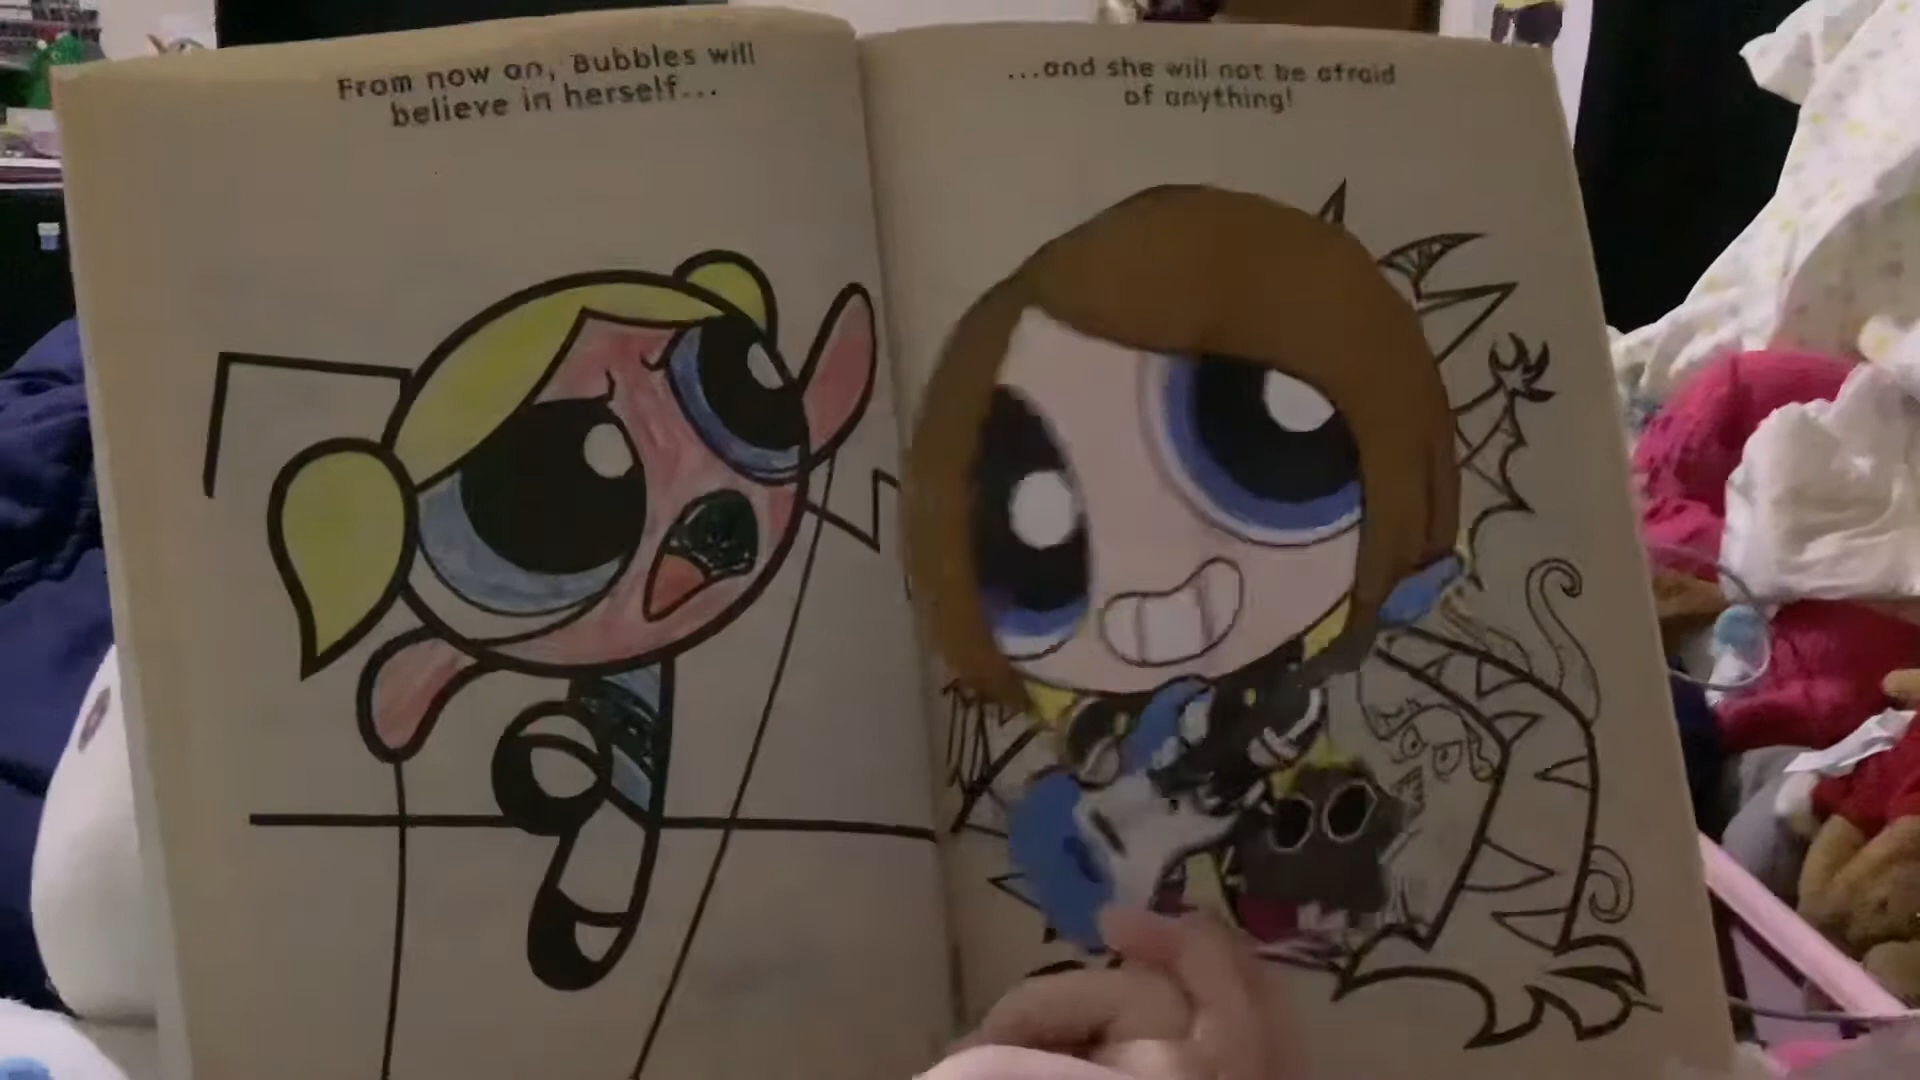 From now on, Bubbles will
believe in herself...
...and she will not be afraid
of anything!